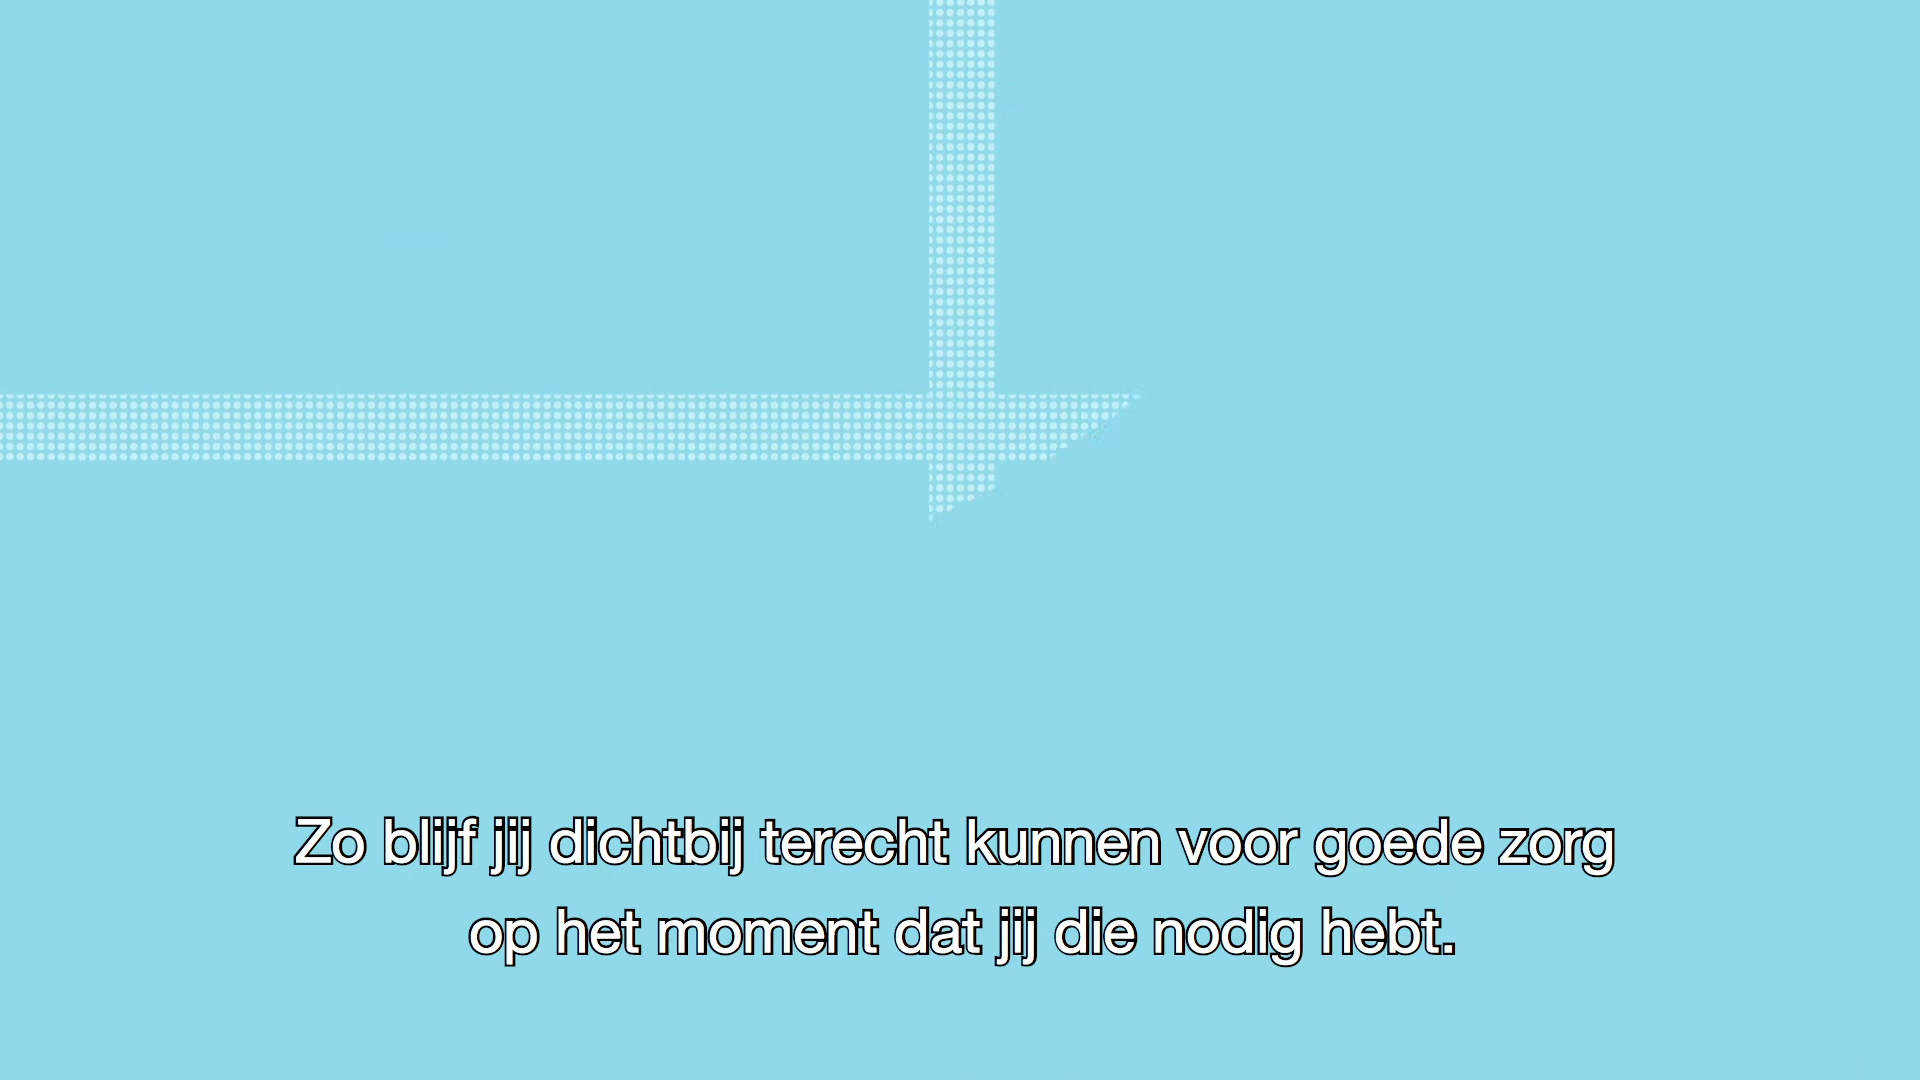 Zo blijf jij dichtbij terecht kunnen voor goede zorg
op het moment dat jij die nodig hebt.